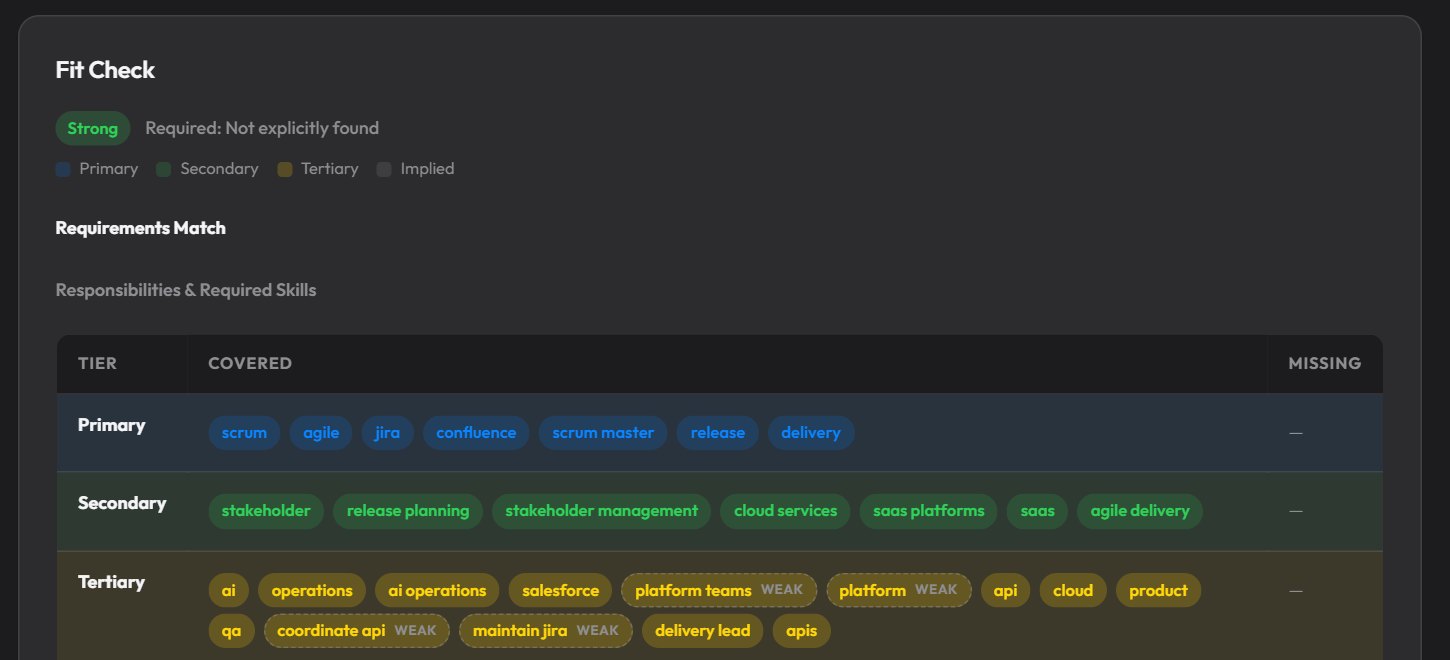 Fit Check
Strong Required: Not explicitly found
Primary Secondary Tertiary Implied
Requirements Match
Responsibilities & Required Skills
TIER COVERED MISSING
Primary scrum agile jira confluence scrum master release delivery —
Secondary stakeholder release planning stakeholder management cloud services saas platforms saas agile delivery —
Tertiary ai operations ai operations salesforce platform teams WEAK platform WEAK api cloud product —
qa coordinate api WEAK maintain jira WEAK delivery lead apis